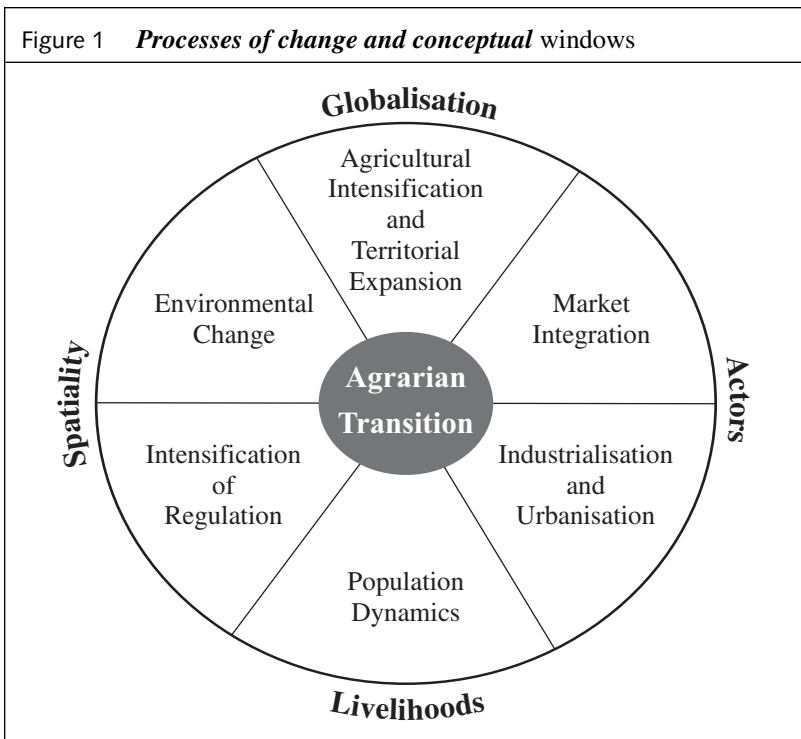 Figure 1 Processes of change and conceptual windows
Globalisation
Agricultural
Intensification
and
Territorial
Expansion
Environmental
Change
Market
Integration
Spatiality
Agrarian
Transition
Actors
Intensification
of
Regulation
Industrialisation
and
Urbanisation
Population
Dynamics
Livelihoods